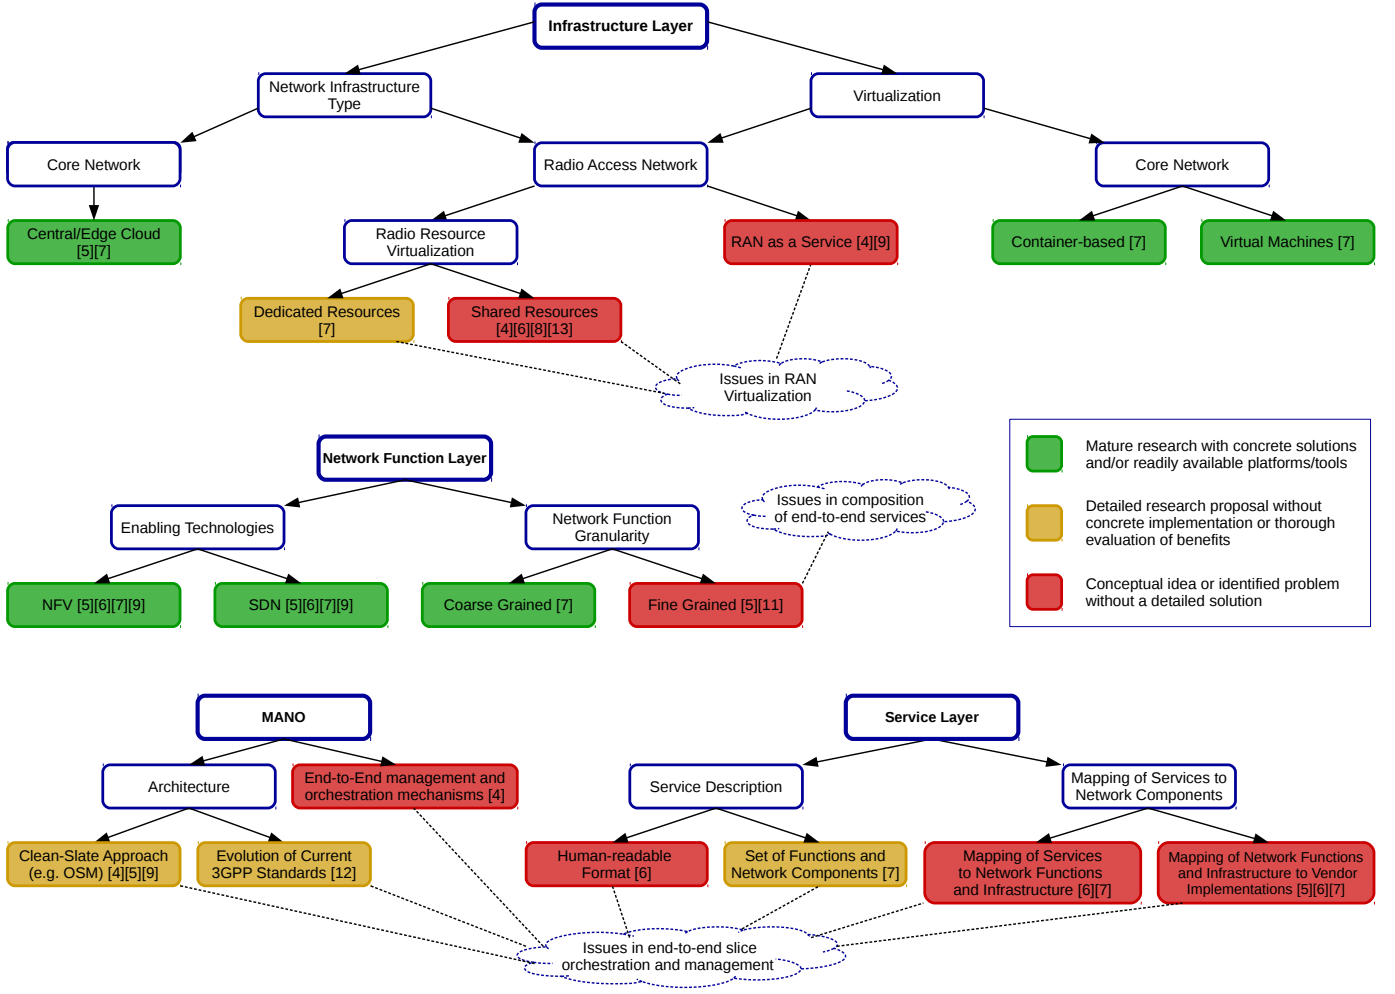 Infrastructure Layer
Network Infrastructure
Type
Virtualization
Core Network
Radio Access Network
Core Network
Central/Edge Cloud
[5][7]
Radio Resource
Virtualization
RAN as a Service [4][9]
Container-based [7]
Virtual Machines [7]
Dedicated Resources
[7]
Shared Resources
[4][6][8][13]
Issues in RAN
Virtualization
Network Function Layer
Enabling Technologies
Network Function
Granularity
Issues in composition
of end-to-end services
NFV [5][6][7][9]
SDN [5][6][7][9]
Coarse Grained [7]
Fine Grained [5][11]
Mature research with concrete solutions
and/or readily available platforms/tools
Detailed research proposal without
concrete implementation or thorough
evaluation of benefits
Conceptual idea or identified problem
without a detailed solution
MANO
Architecture
End-to-End management and
orchestration mechanisms [4]
Clean-Slate Approach
(e.g. OSM) [4][5][9]
Evolution of Current
3GPP Standards [12]
Service Layer
Service Description
Mapping of Services to
Network Components
Human-readable
Format [6]
Set of Functions and
Network Components [7]
Mapping of Services
to Network Functions
and Infrastructure [6][7]
Mapping of Network Functions
and Infrastructure to Vendor
Implementations [5][6][7]
Issues in end-to-end slice
orchestration and management